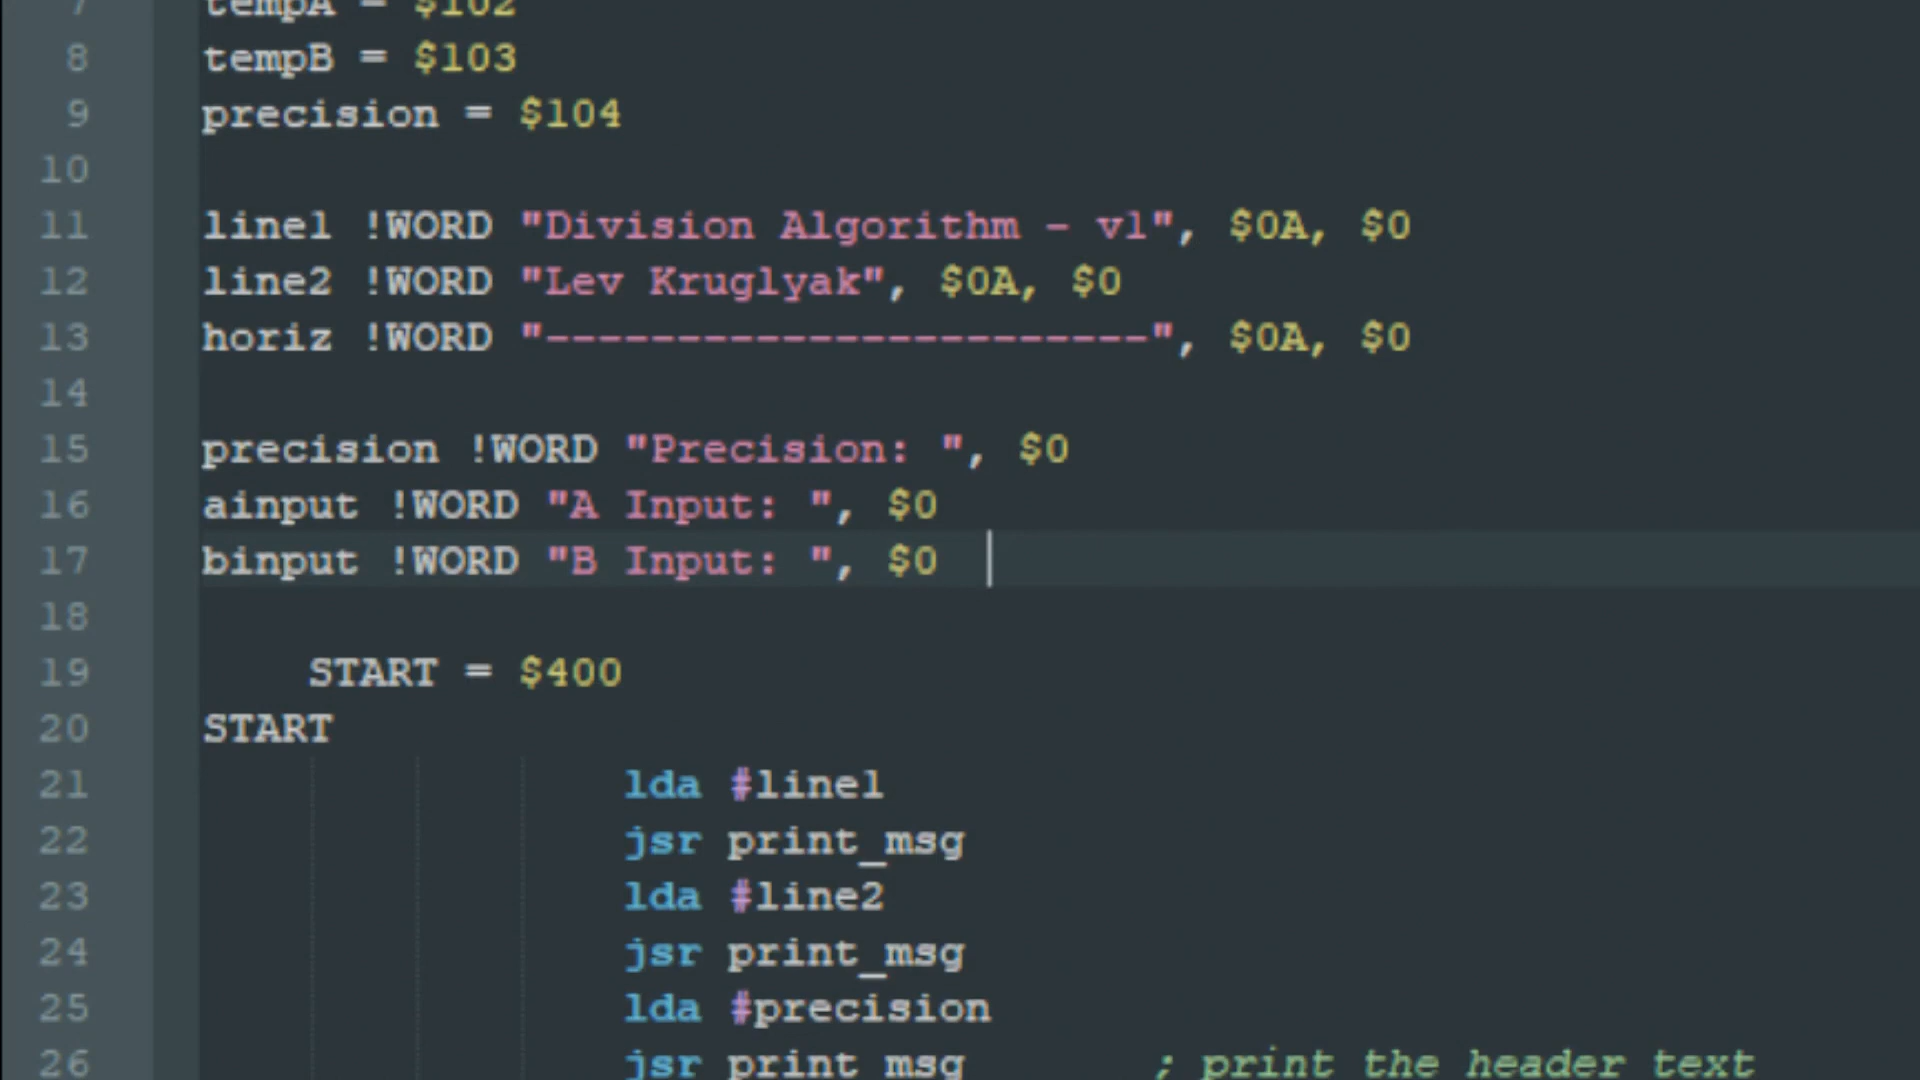 7 tempA = $102
8 tempB = $103
9 precision = $104
10
11 line1 !WORD "Division Algorithm - v1", $0A, $0
12 line2 !WORD "Lev Kruglyak", $0A, $0
13 horiz !WORD "-----------------------", $0A, $0
14
15 precision !WORD "Precision: ", $0
16 ainput !WORD "A Input: ", $0
17 binput !WORD "B Input: ", $0
18
19 START = $400
20 START
21 lda #line1
22 jsr print_msg
23 lda #line2
24 jsr print_msg
25 lda #precision
26 jsr print_msg ; print the header text